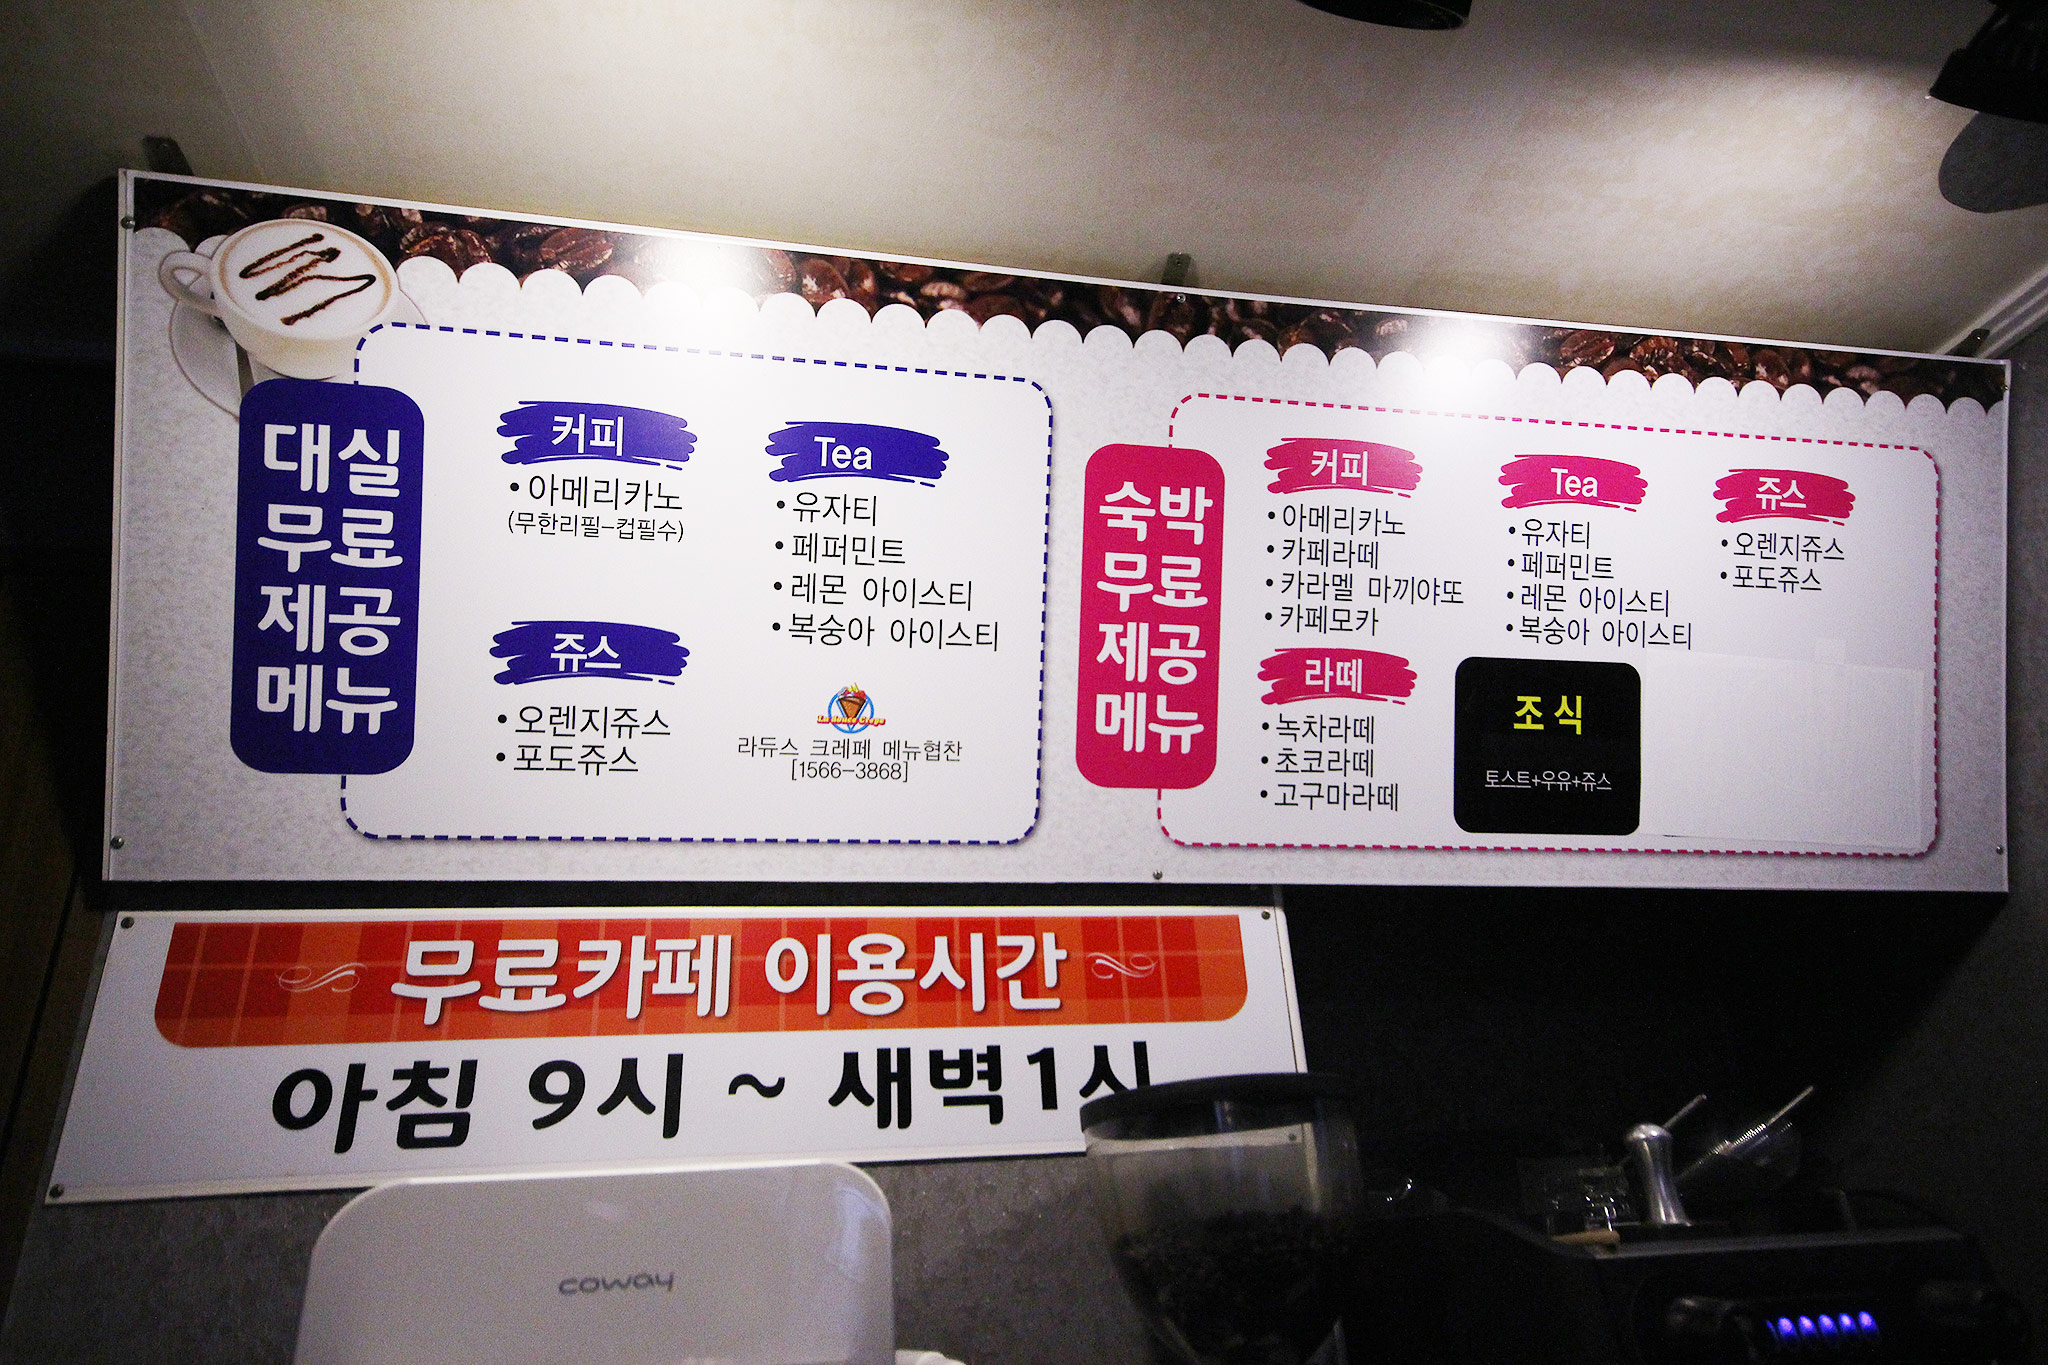 대실
무료
제공
메뉴
커피
•아메리카노
(무한리필-컵필수)
쥬스
•오렌지쥬스
•포도쥬스
Tea
•유자티
•페퍼민트
•레몬 아이스티
•복숭아 아이스티
La Douce Crepe
라듀스 크레페 메뉴협찬
[1566-3868]
숙박
무료
제공
메뉴
커피
•아메리카노
•카페라떼
•카라멜 마끼야또
•카페모카
라떼
•녹차라떼
•초코라떼
•고구마라떼
Tea
•유자티
•페퍼민트
•레몬 아이스티
•복숭아 아이스티
쥬스
•오렌지쥬스
•포도쥬스
조식
토스트+우유+쥬스
무료카페 이용시간
아침 9시 ~ 새벽1시
coway